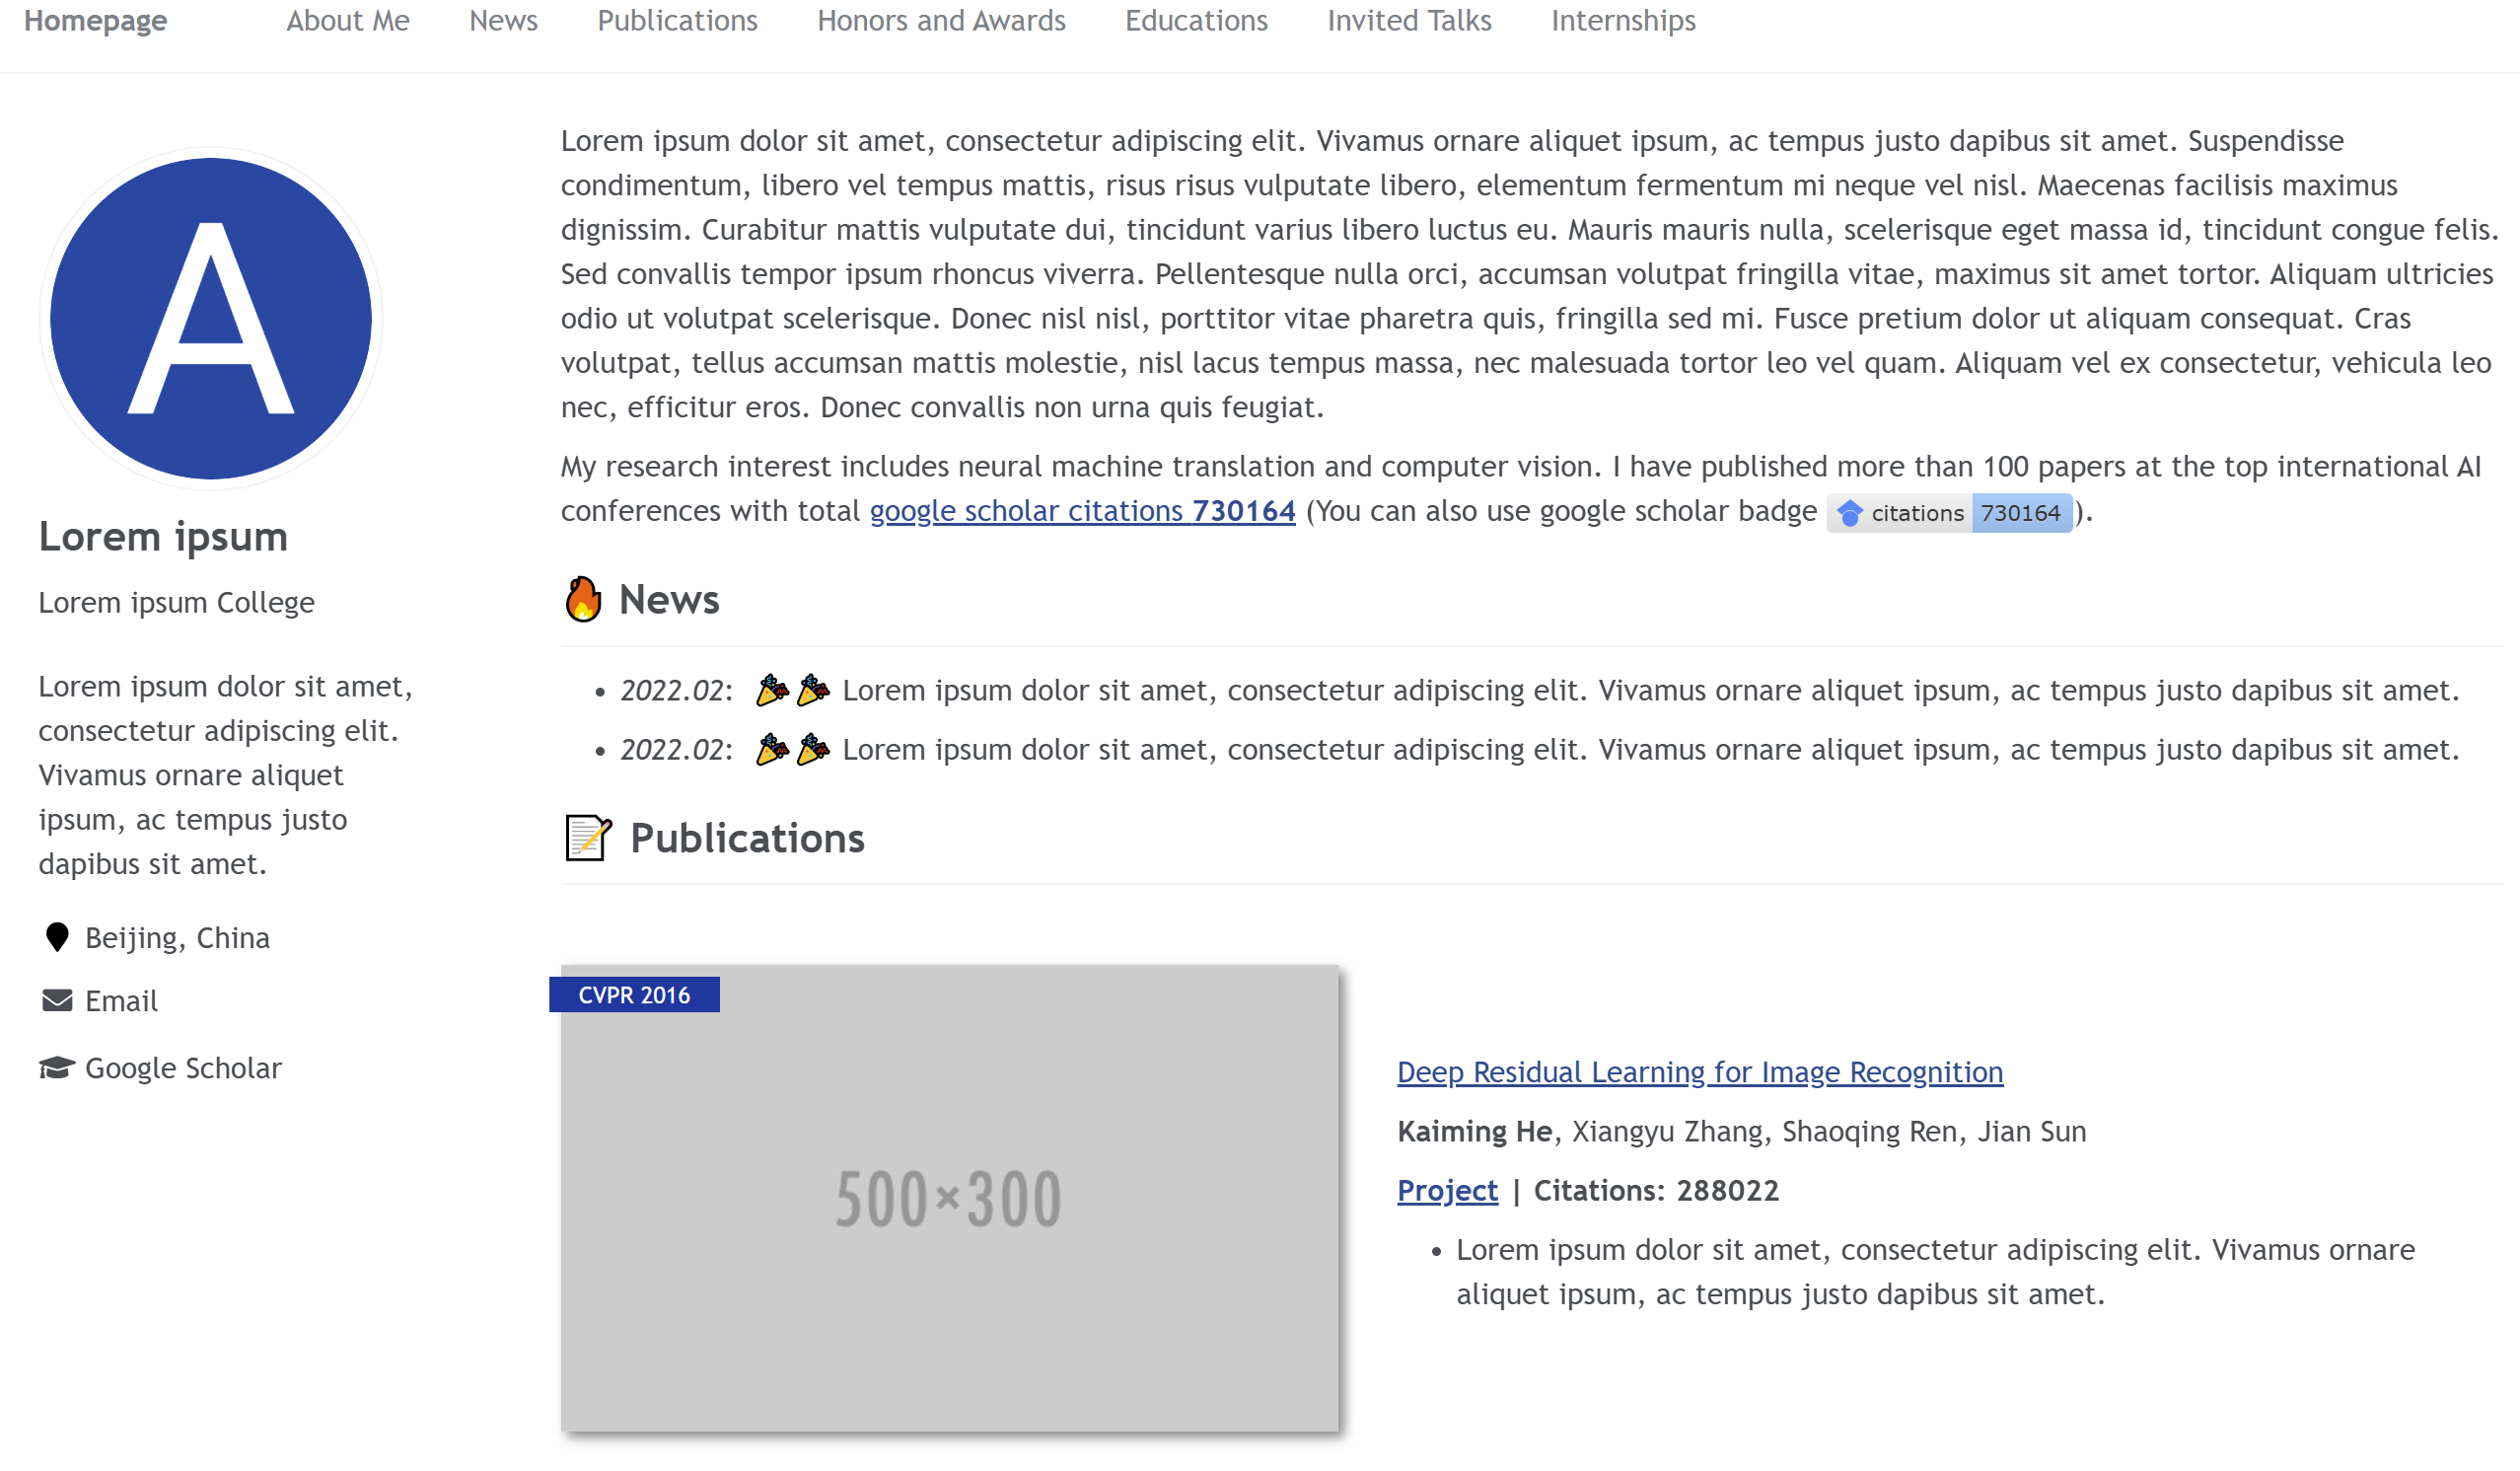 Homepage About Me News Publications Honors and Awards Educations Invited Talks Internships
A
Lorem ipsum
Lorem ipsum College
Lorem ipsum dolor sit amet,
consectetur adipiscing elit.
Vivamus ornare aliquet
ipsum, ac tempus justo
dapibus sit amet.
Beijing, China
Email
Google Scholar
Lorem ipsum dolor sit amet, consectetur adipiscing elit. Vivamus ornare aliquet ipsum, ac tempus justo dapibus sit amet. Suspendisse
condimentum, libero vel tempus mattis, risus risus vulputate libero, elementum fermentum mi neque vel nisl. Maecenas facilisis maximus
dignissim. Curabitur mattis vulputate dui, tincidunt varius libero luctus eu. Mauris mauris nulla, scelerisque eget massa id, tincidunt congue felis.
Sed convallis tempor ipsum rhoncus viverra. Pellentesque nulla orci, accumsan volutpat fringilla vitae, maximus sit amet tortor. Aliquam ultricies
odio ut volutpat scelerisque. Donec nisl nisl, porttitor vitae pharetra quis, fringilla sed mi. Fusce pretium dolor ut aliquam consequat. Cras
volutpat, tellus accumsan mattis molestie, nisl lacus tempus massa, nec malesuada tortor leo vel quam. Aliquam vel ex consectetur, vehicula leo
nec, efficitur eros. Donec convallis non urna quis feugiat.
My research interest includes neural machine translation and computer vision. I have published more than 100 papers at the top international AI
conferences with total google scholar citations 730164 (You can also use google scholar badge citations 730164).
🔥 News
• 2022.02: 🎉🎉 Lorem ipsum dolor sit amet, consectetur adipiscing elit. Vivamus ornare aliquet ipsum, ac tempus justo dapibus sit amet.
• 2022.02: 🎉🎉 Lorem ipsum dolor sit amet, consectetur adipiscing elit. Vivamus ornare aliquet ipsum, ac tempus justo dapibus sit amet.
📝 Publications
CVPR 2016
500×300
Deep Residual Learning for Image Recognition
Kaiming He, Xiangyu Zhang, Shaoqing Ren, Jian Sun
Project | Citations: 288022
• Lorem ipsum dolor sit amet, consectetur adipiscing elit. Vivamus ornare
aliquet ipsum, ac tempus justo dapibus sit amet.